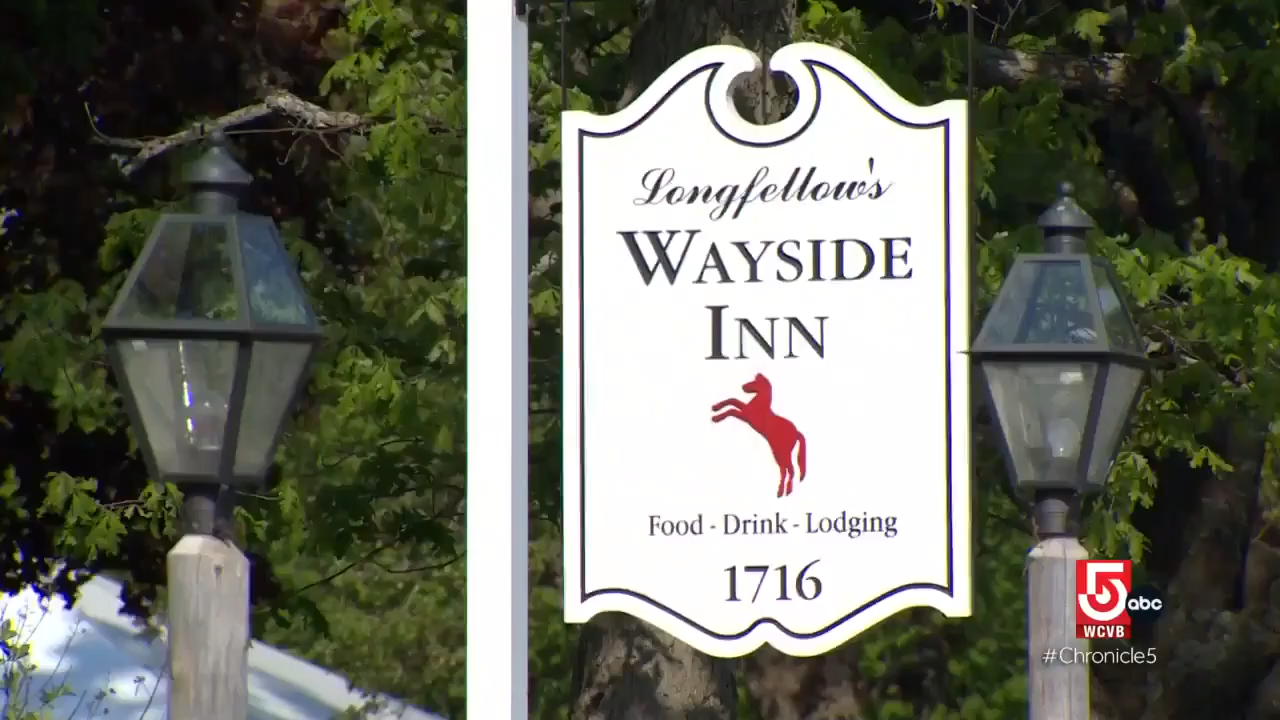 Longfellow's
WAYSIDE
INN
Food - Drink - Lodging
1716
5 abc
WCVB
#Chronicle5